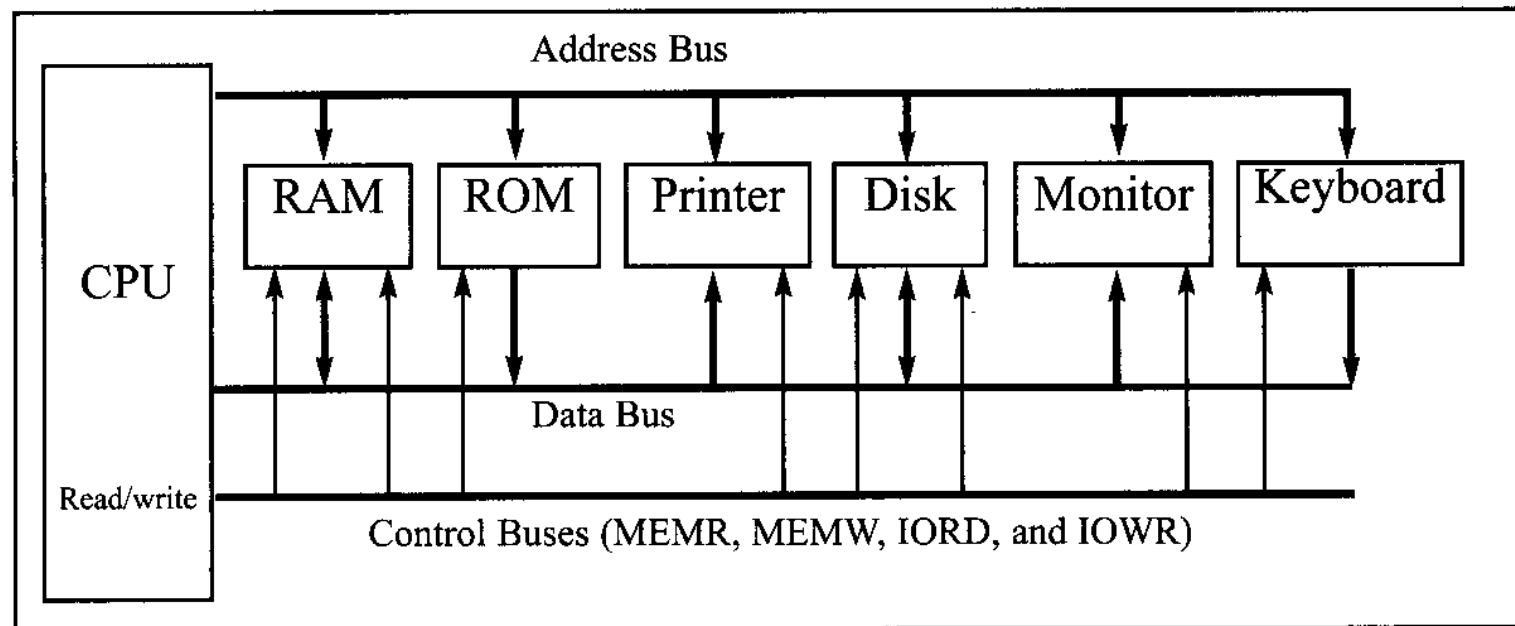 Address Bus
RAM
ROM
Printer
Disk
Monitor
Keyboard
CPU
Data Bus
Read/write
Control Buses (MEMR, MEMW, IORD, and IOWR)